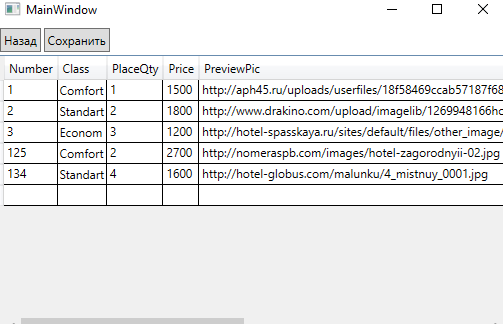 MainWindow
Назад Сохранить
Number Class PlaceQty Price PreviewPic
1 Comfort 1 1500 http://aph45.ru/uploads/userfiles/18f58469ccab57187f68
2 Standart 2 1800 http://www.drakino.com/upload/imagelib/1269948166hc
3 Econom 3 1200 http://hotel-spasskaya.ru/sites/default/files/other_image/
125 Comfort 2 2700 http://nomeraspb.com/images/hotel-zagorodnyii-02.jpg
134 Standart 4 1600 http://hotel-globus.com/malunku/4_mistnuy_0001.jpg